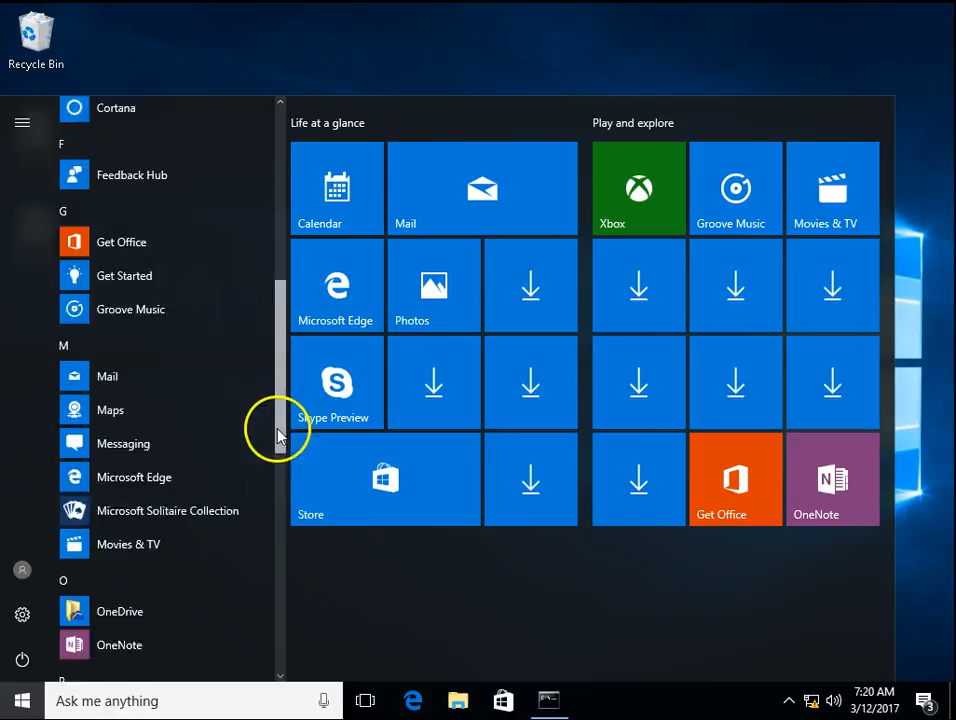 Recycle Bin
Cortana
F
Feedback Hub
G
Get Office
Get Started
Groove Music
M
Mail
Maps
Messaging
Microsoft Edge
Microsoft Solitaire Collection
Movies & TV
O
OneDrive
OneNote
Life at a glance
Calendar
Mail
Microsoft Edge
Photos
Skype Preview
Store
Play and explore
Xbox
Groove Music
Movies & TV
Get Office
OneNote
Ask me anything
7:20 AM
3/12/2017
3